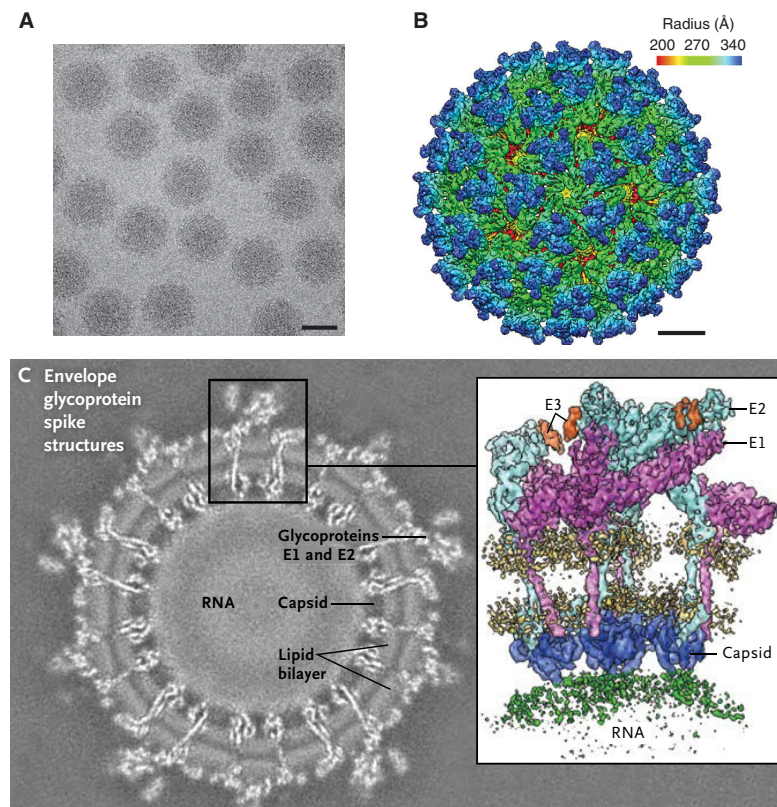 A
B
Radius (Å)
200 270 340
C Envelope
glycoprotein
spike
structures
E3
E2
E1
Glycoproteins
E1 and E2
RNA
Capsid
Lipid
bilayer
Capsid
RNA